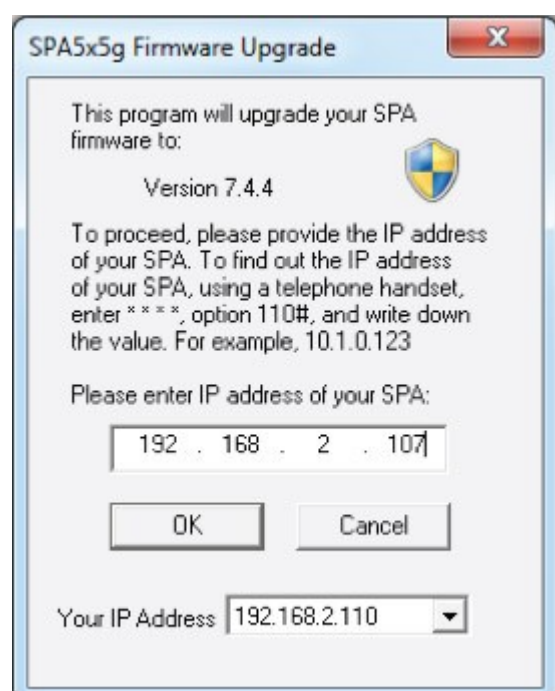 SPA5x5g Firmware Upgrade
This program will upgrade your SPA
firmware to:
Version 7.4.4
To proceed, please provide the IP address
of your SPA. To find out the IP address
of your SPA, using a telephone handset,
enter * * * *, option 110#, and write down
the value. For example, 10.1.0.123
Please enter IP address of your SPA:
192 . 168 . 2 . 107
OK Cancel
Your IP Address 192.168.2.110